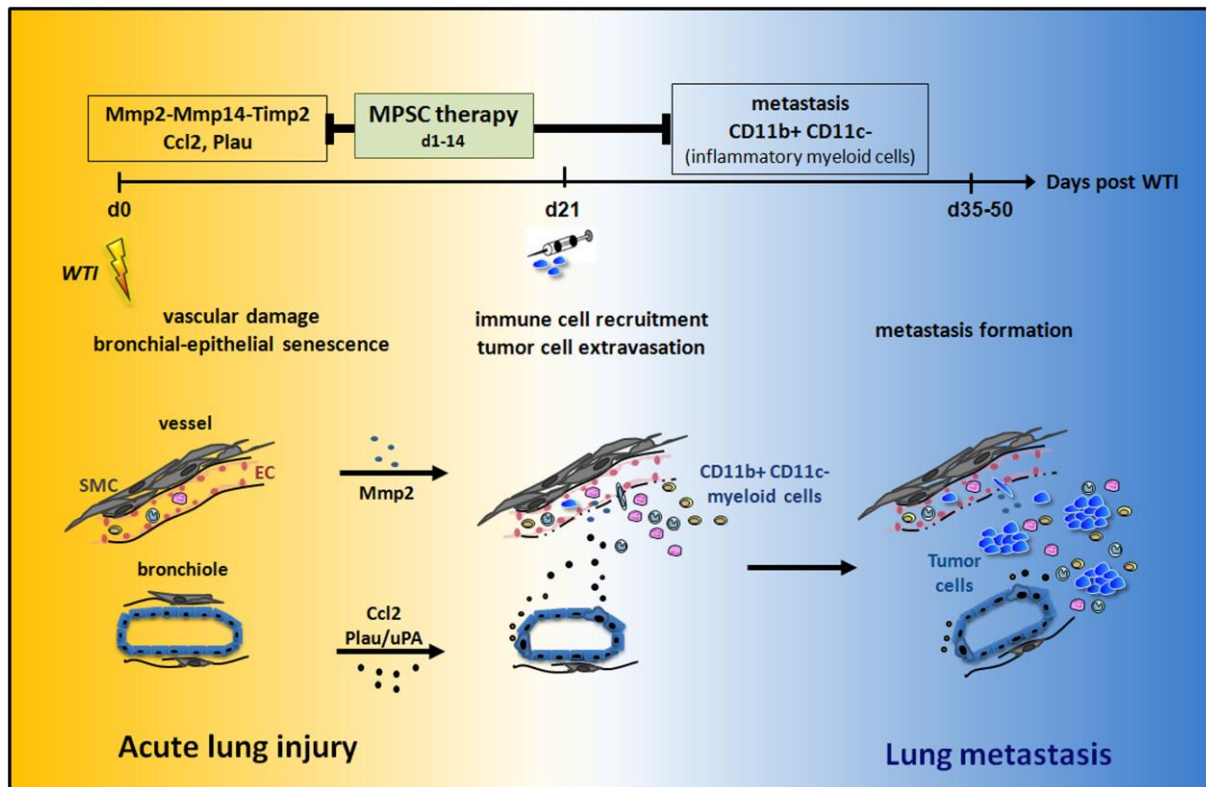 Mmp2-Mmp14-Timp2
Ccl2, Plau
MPSC therapy
d1-14
metastasis
CD11b+ CD11c-
(inflammatory myeloid cells)
Days post WTI
d0
d21
d35-50
WTI
vascular damage
bronchial-epithelial senescence
immune cell recruitment
tumor cell extravasation
metastasis formation
vessel
SMC
EC
Mmp2
CD11b+ CD11c-
myeloid cells
bronchiole
Ccl2
Plau/uPA
Tumor
cells
Acute lung injury
Lung metastasis